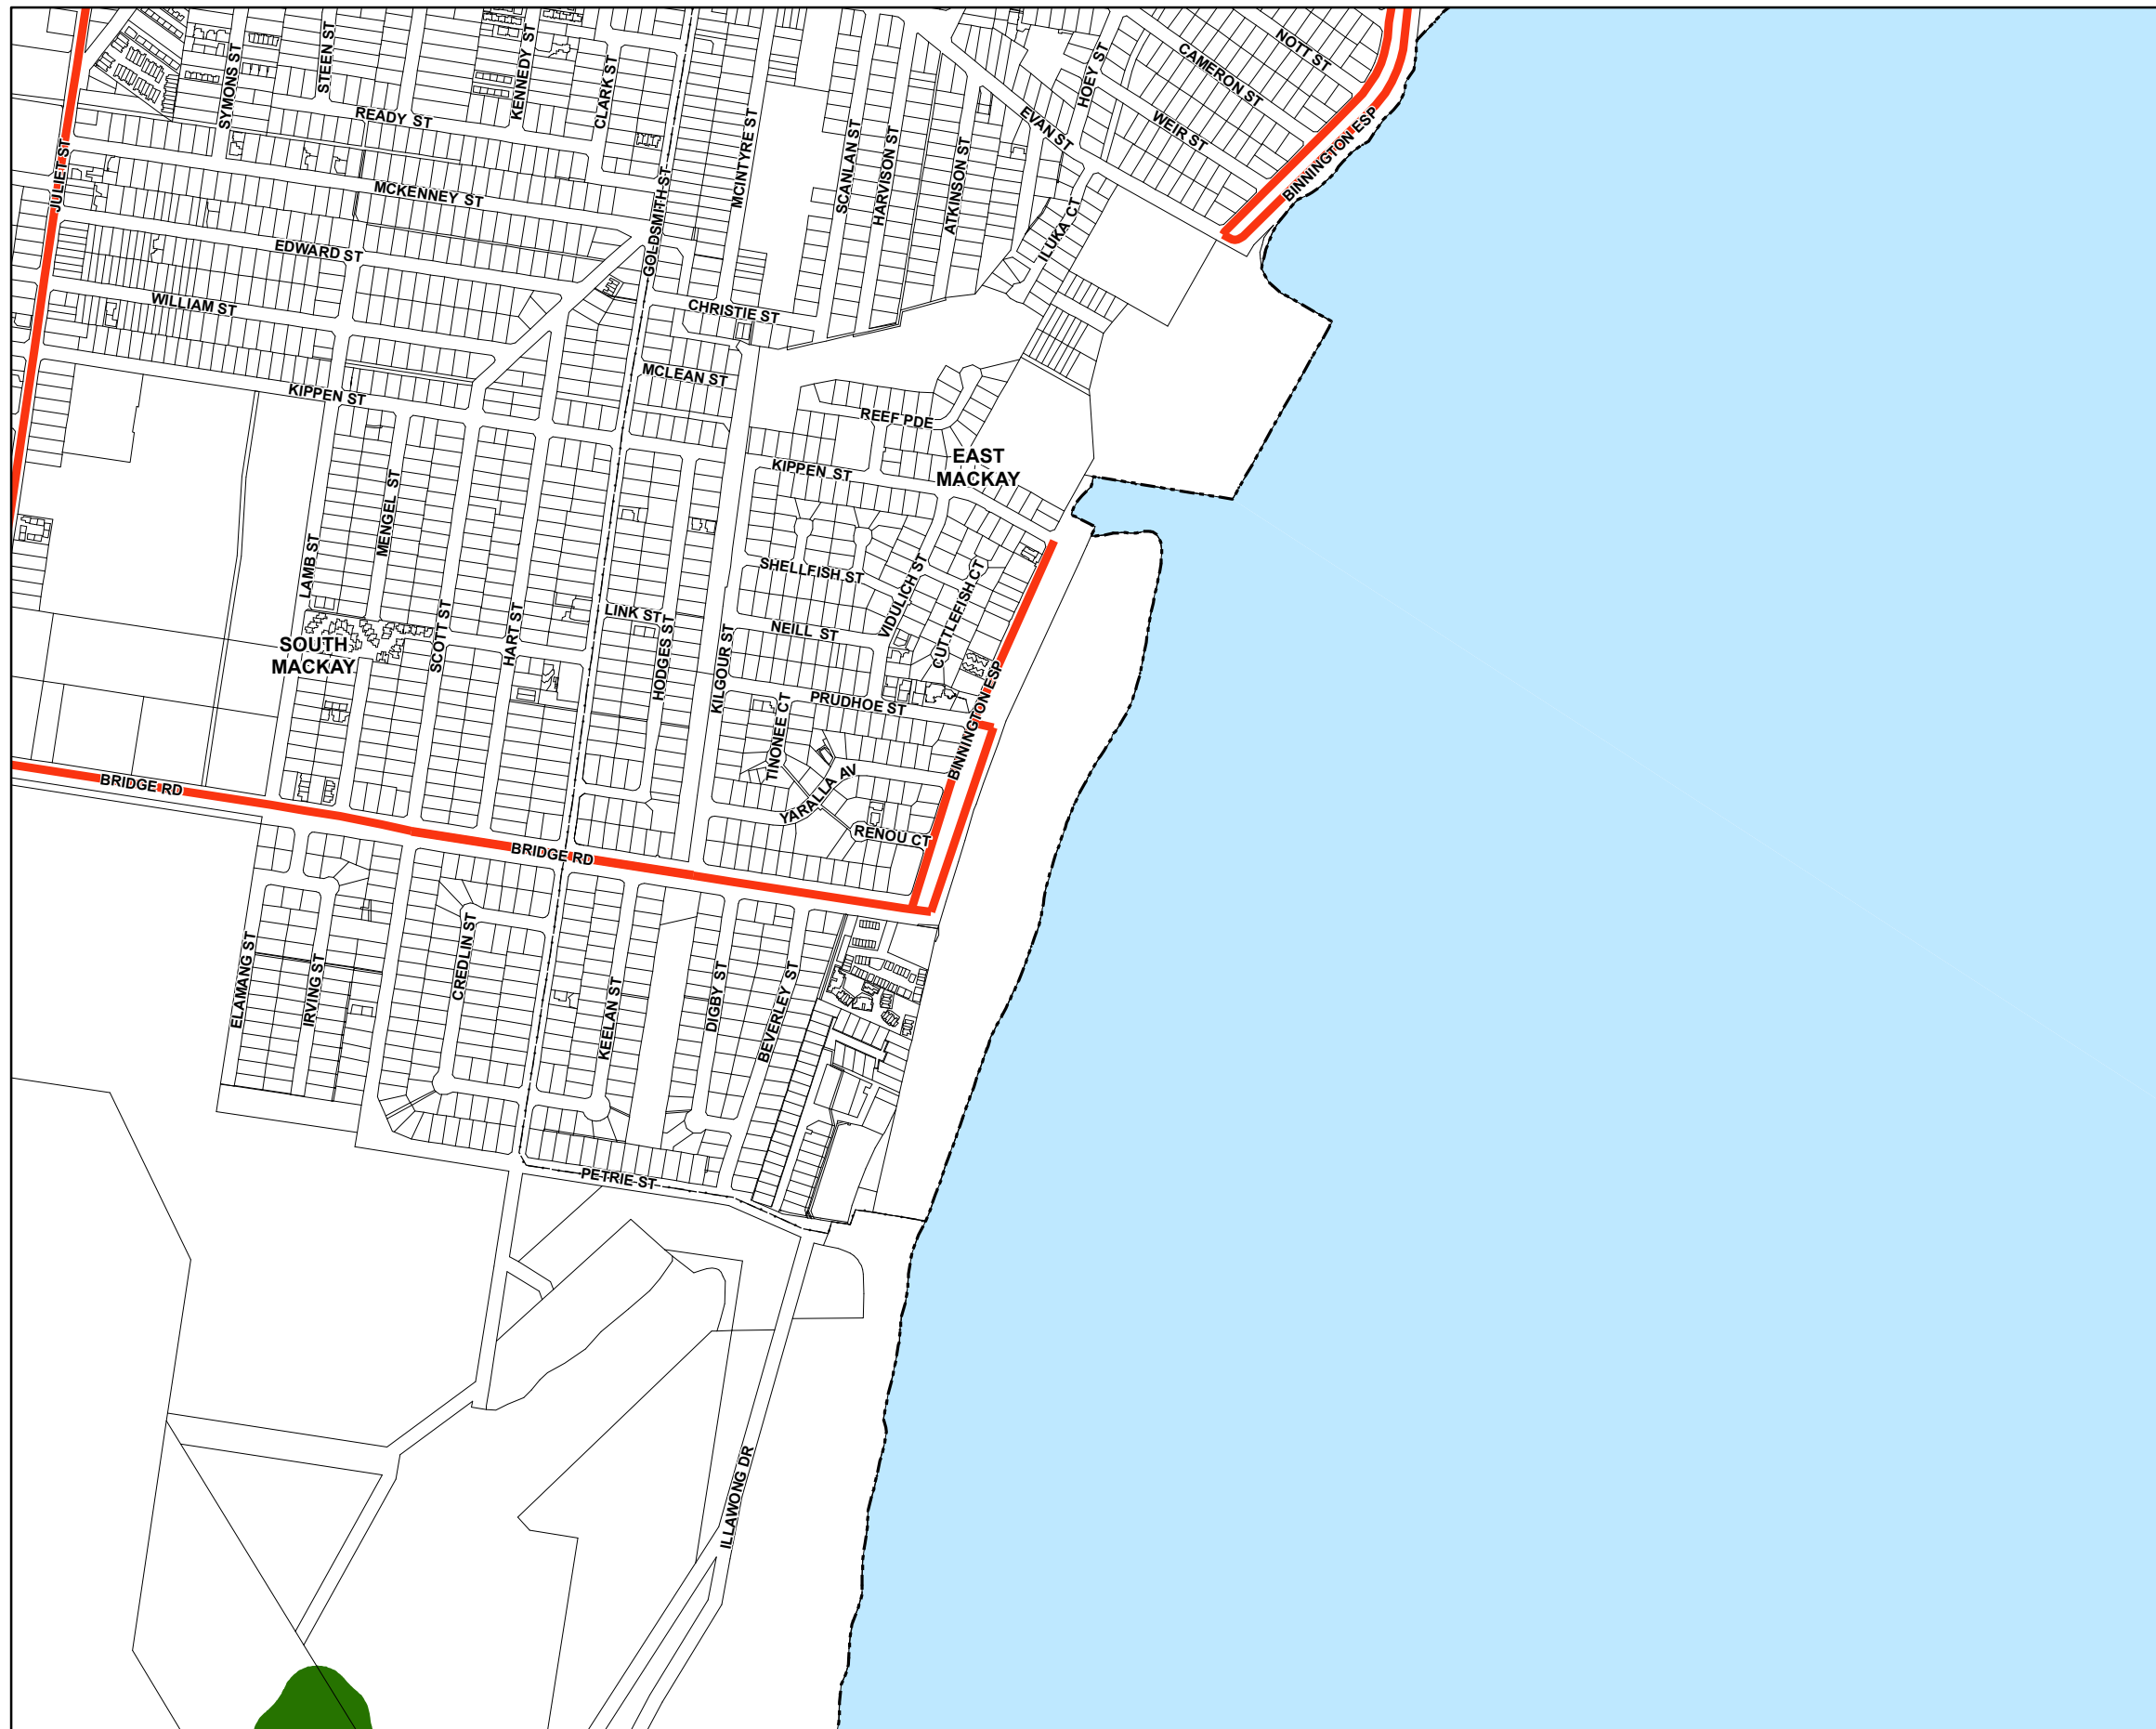 NOTT ST
CAMERON ST
STEEN ST
KENNEDY ST
SYMONS ST
CLARK ST
HOEY ST
READY ST
EVAN ST
WEIR ST
BINNINGTON ESP
JULIET ST
MCINTYRE ST
SCANLAN ST
HARVISON ST
ATKINSON ST
MCKENNEY ST
GOLDSMITH ST
ILUKA CT
EDWARD ST
WILLIAM ST
CHRISTIE ST
MCLEAN ST
KIPPEN ST
REEF PDE
EAST
MACKAY
KIPPEN ST
MENGEL ST
LAMB ST
SHELLFISH ST
VIDULICH ST
CUTTLEFISH CT
LINK ST
NEILL ST
SCOTT ST
HART ST
HODGES ST
KILGOUR ST
SOUTH
MACKAY
PRUDHOE ST
TINONEE CT
BINNINGTON ESP
YARALLA AV
BRIDGE RD
RENOU CT
BRIDGE RD
ELAMANG ST
IRVING ST
CREDLIN ST
KEELAN ST
DIGBY ST
BEVERLEY ST
PETRIE ST
ILLAWONG DR